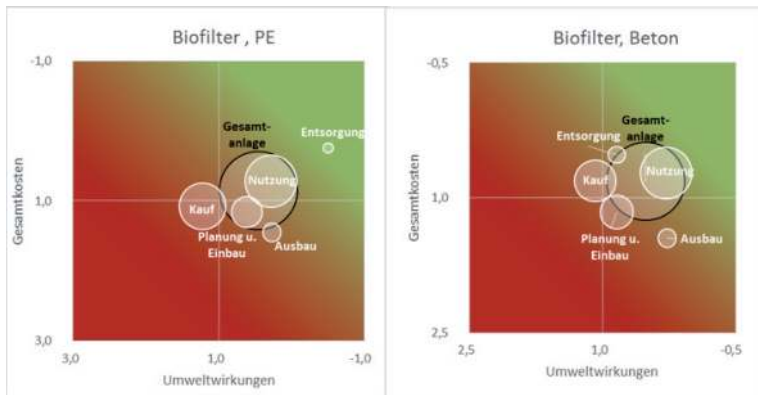 Biofilter , PE
-1,0
Gesamt-
anlage
Entsorgung
Nutzung
Gesamtkosten
1,0
Kauf
Planung u.
Einbau
Ausbau
3,0
3,0
1,0
-1,0
Umweltwirkungen
Biofilter, Beton
-0,5
Gesamt-
anlage
Entsorgung
Kauf
Nutzung
Gesamtkosten
1,0
Planung u.
Einbau
Ausbau
2,5
2,5
1,0
-0,5
Umweltwirkungen